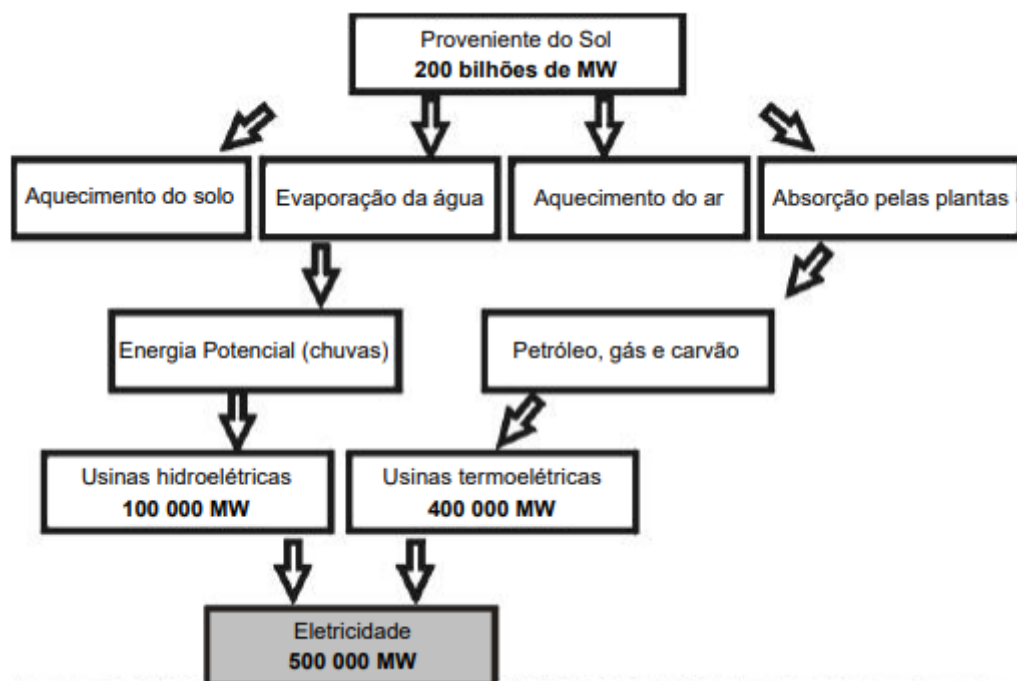 Proveniente do Sol
200 bilhões de MW
Aquecimento do solo
Evaporação da água
Aquecimento do ar
Absorção pelas plantas
Energia Potencial (chuvas)
Petróleo, gás e carvão
Usinas hidroelétricas
100 000 MW
Usinas termoelétricas
400 000 MW
Eletricidade
500 000 MW